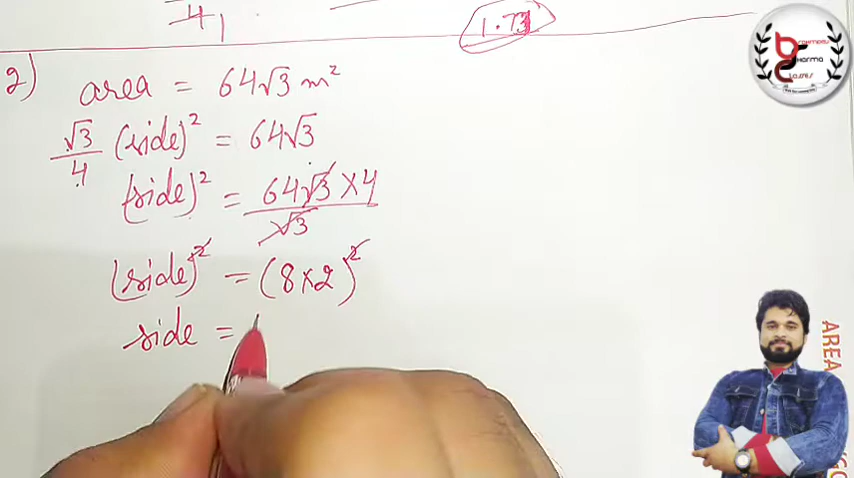 4 1
1.73
2) area = 64√3 m²
√3/4 (side)² = 64√3
(side)² = 64√3 × 4 / √3
(side)² = (8×2)²
side =
AREA